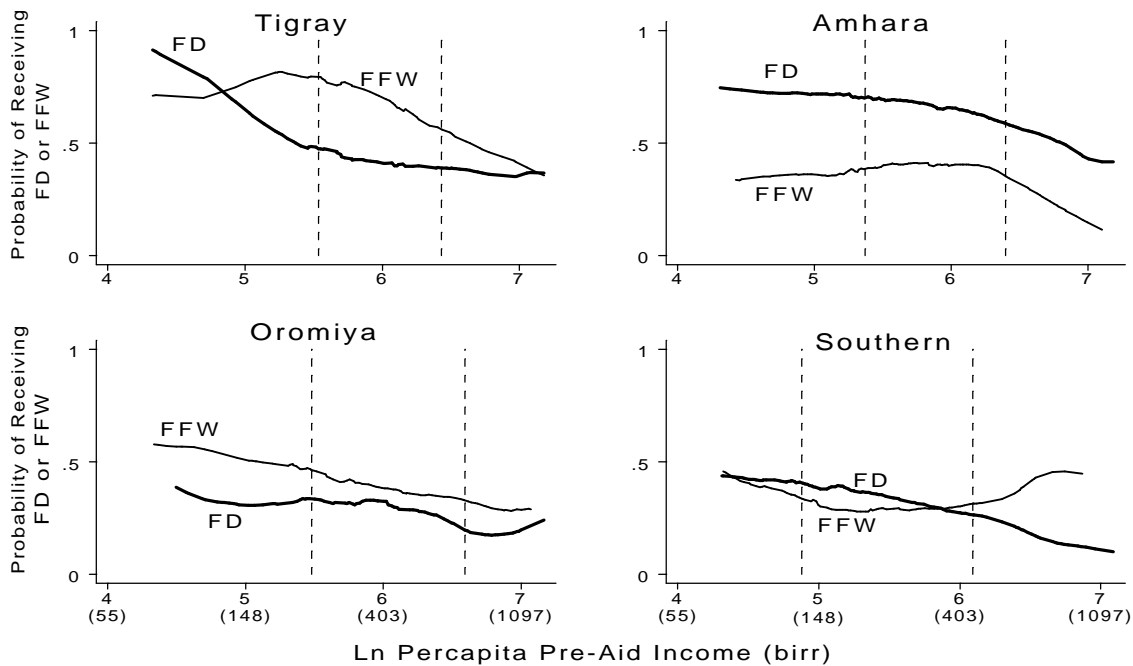 Tigray
Amhara
Probability of Receiving
FD or FFW
1
.5
0
FD
FFW
4
5
6
7
1
.5
0
FD
FFW
4
5
6
7
Oromiya
Southern
Probability of Receiving
FD or FFW
1
.5
0
FFW
FD
4
5
6
7
(55)
(148)
(403)
(1097)
1
.5
0
FD
FFW
4
5
6
7
(55)
(148)
(403)
(1097)
Ln Percapita Pre-Aid Income (birr)